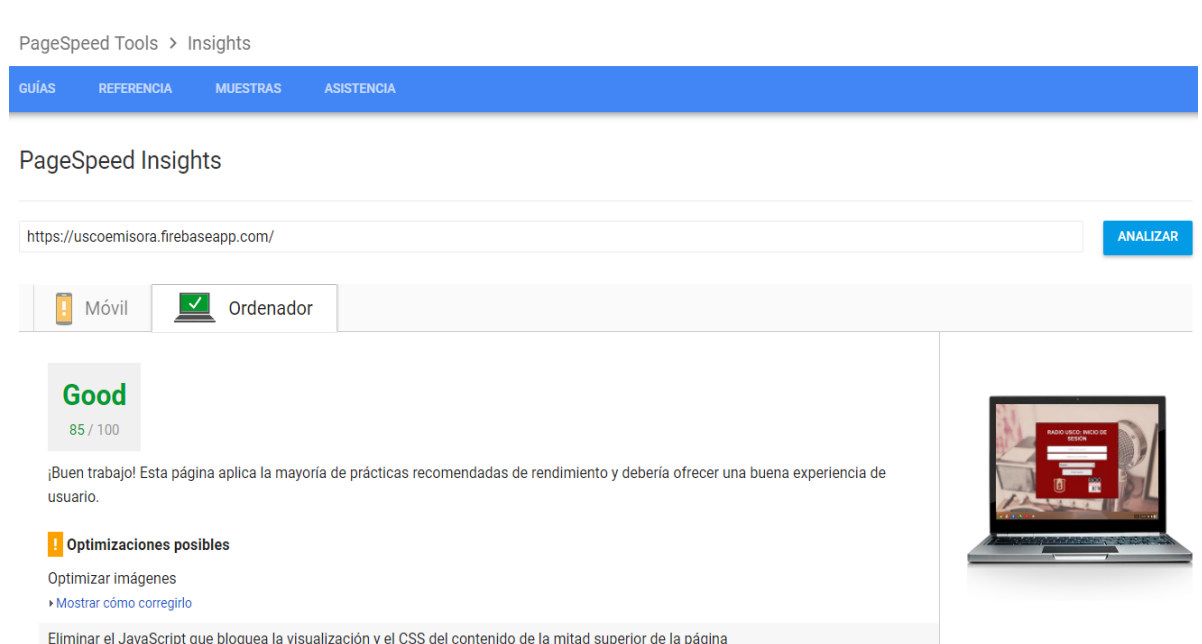 PageSpeed Tools > Insights
GUÍAS REFERENCIA MUESTRAS ASISTENCIA
PageSpeed Insights
https://uscoemisora.firebaseapp.com/
ANALIZAR
Móvil
Ordenador
Good
85 / 100
¡Buen trabajo! Esta página aplica la mayoría de prácticas recomendadas de rendimiento y debería ofrecer una buena experiencia de
usuario.
RADIO USCO: INICIO DE
SESIÓN
! Optimizaciones posibles
Optimizar imágenes
Mostrar cómo corregirlo
Eliminar el JavaScript que bloquea la visualización y el CSS del contenido de la mitad superior de la página